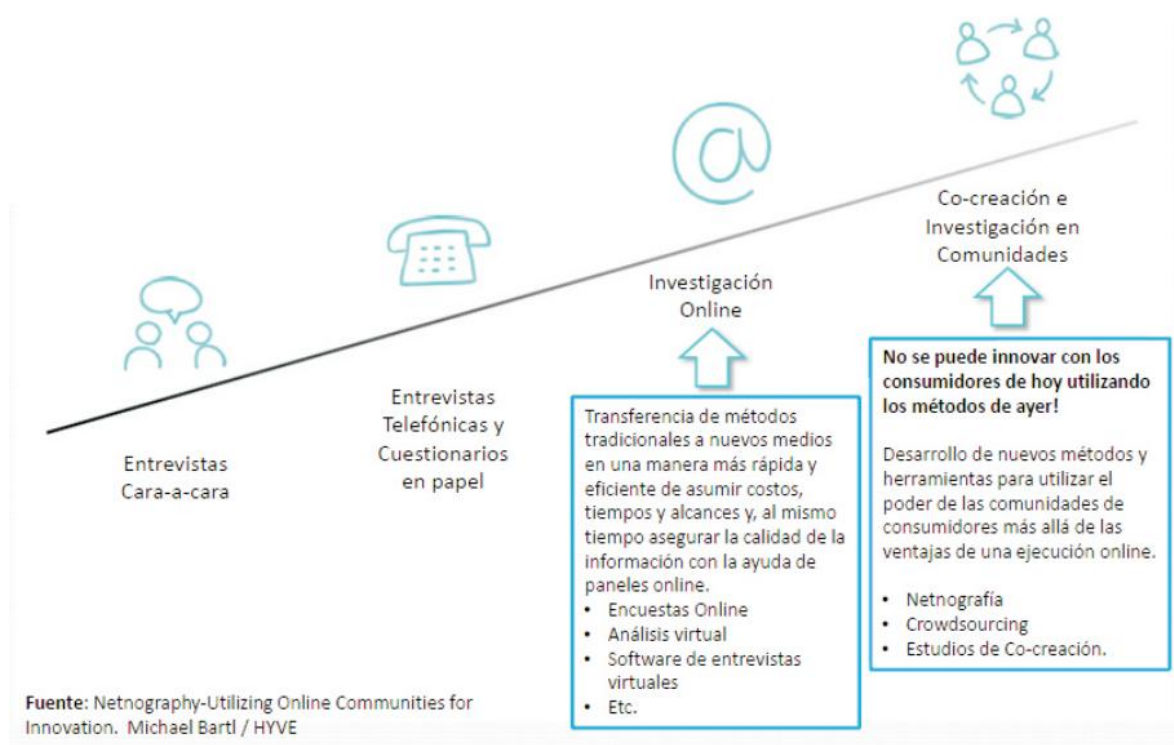 Entrevistas
Cara-a-cara
Entrevistas
Telefónicas y
Cuestionarios
en papel
@
Investigación
Online
Transferencia de métodos
tradicionales a nuevos medios
en una manera más rápida y
eficiente de asumir costos,
tiempos y alcances y, al mismo
tiempo asegurar la calidad de la
información con la ayuda de
paneles online.
• Encuestas Online
• Análisis virtual
• Software de entrevistas
virtuales
• Etc.
Co-creación e
Investigación en
Comunidades
No se puede innovar con los
consumidores de hoy utilizando
los métodos de ayer!
Desarrollo de nuevos métodos y
herramientas para utilizar el
poder de las comunidades de
consumidores más allá de las
ventajas de una ejecución online.
• Netnografía
• Crowdsourcing
• Estudios de Co-creación.
Fuente: Netnography-Utilizing Online Communities for
Innovation. Michael Bartl / HYVE